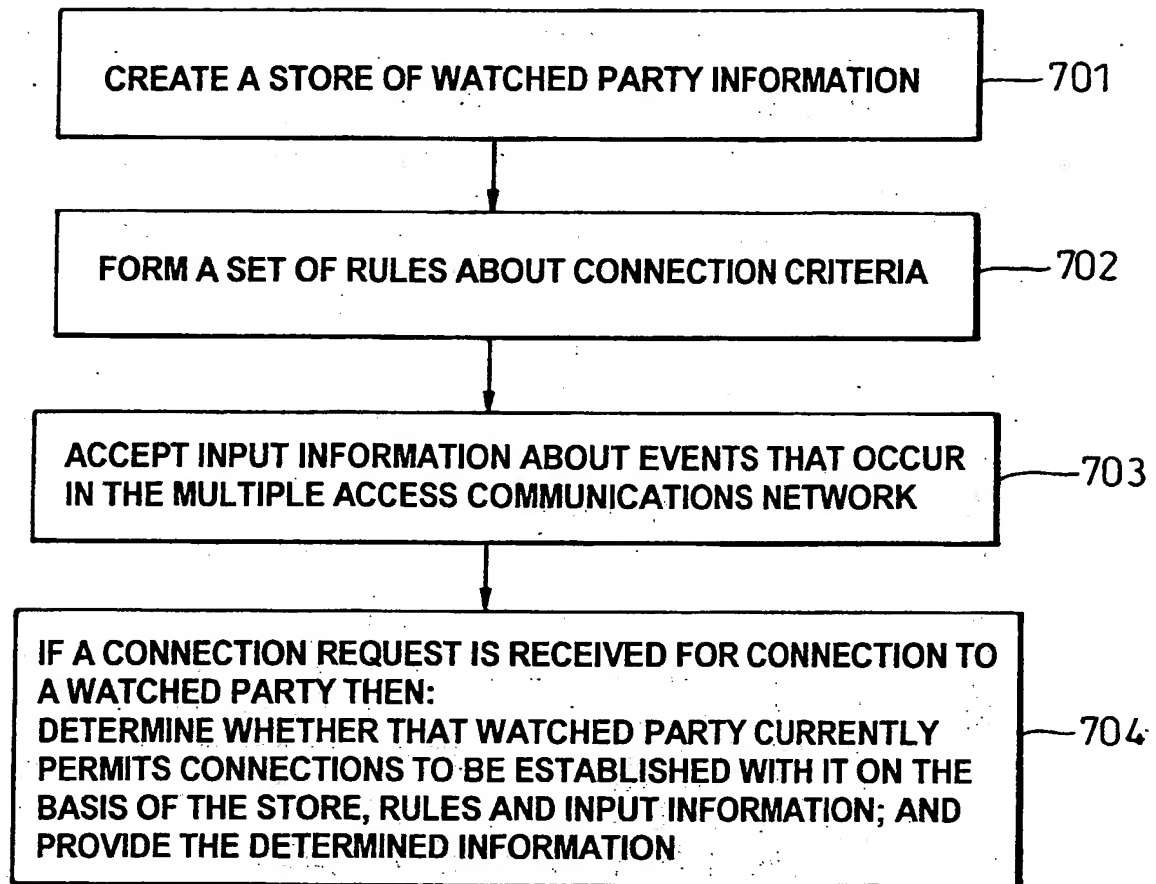 CREATE A STORE OF WATCHED PARTY INFORMATION
701
FORM A SET OF RULES ABOUT CONNECTION CRITERIA
702
ACCEPT INPUT INFORMATION ABOUT EVENTS THAT OCCUR
IN THE MULTIPLE ACCESS COMMUNICATIONS NETWORK
703
IF A CONNECTION REQUEST IS RECEIVED FOR CONNECTION TO
A WATCHED PARTY THEN:
DETERMINE WHETHER THAT WATCHED PARTY CURRENTLY
PERMITS CONNECTIONS TO BE ESTABLISHED WITH IT ON THE
BASIS OF THE STORE, RULES AND INPUT INFORMATION; AND
PROVIDE THE DETERMINED INFORMATION
704